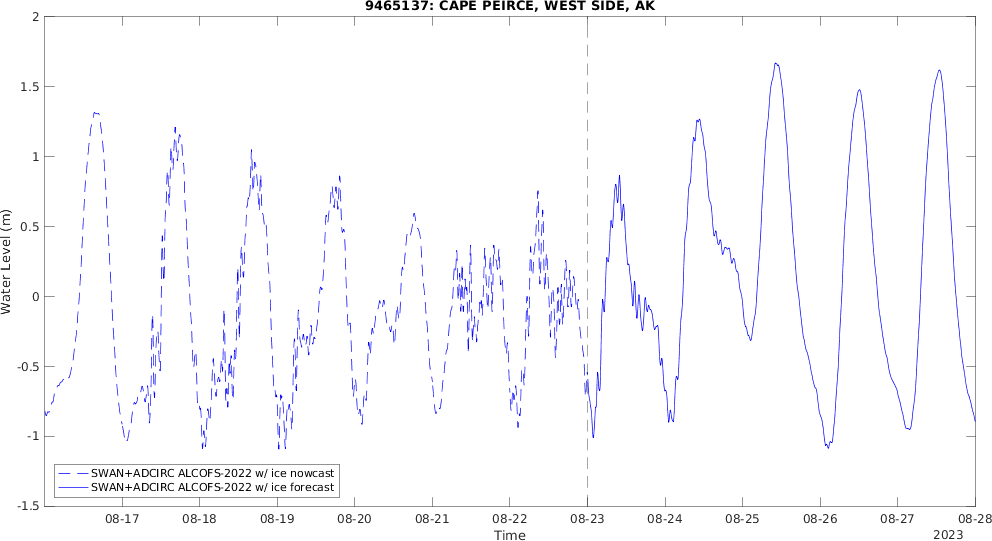 9465137: CAPE PEIRCE, WEST SIDE, AK
Water Level (m)
2
1.5
1
0.5
0
-0.5
-1
-1.5
SWAN+ADCIRC ALCOFS-2022 w/ ice nowcast
SWAN+ADCIRC ALCOFS-2022 w/ ice forecast
08-17 08-18 08-19 08-20 08-21 08-22 08-23 08-24 08-25 08-26 08-27 08-28
Time
2023